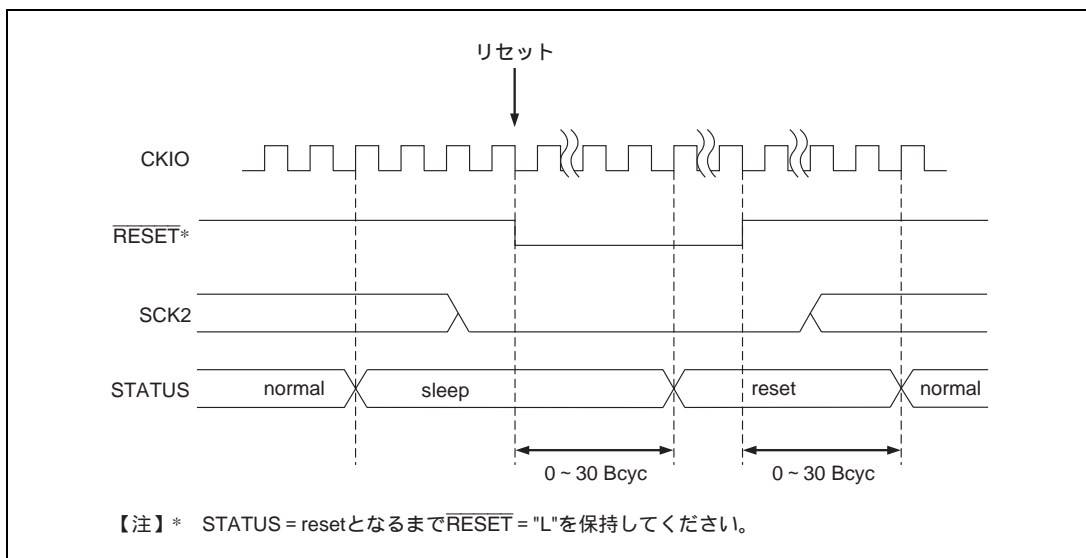 リセット
CKIO
RESET*
SCK2
STATUS normal sleep reset normal
0 ~ 30 Bcyc 0 ~ 30 Bcyc
【注】* STATUS = resetとなるまでRESET = "L"を保持してください。